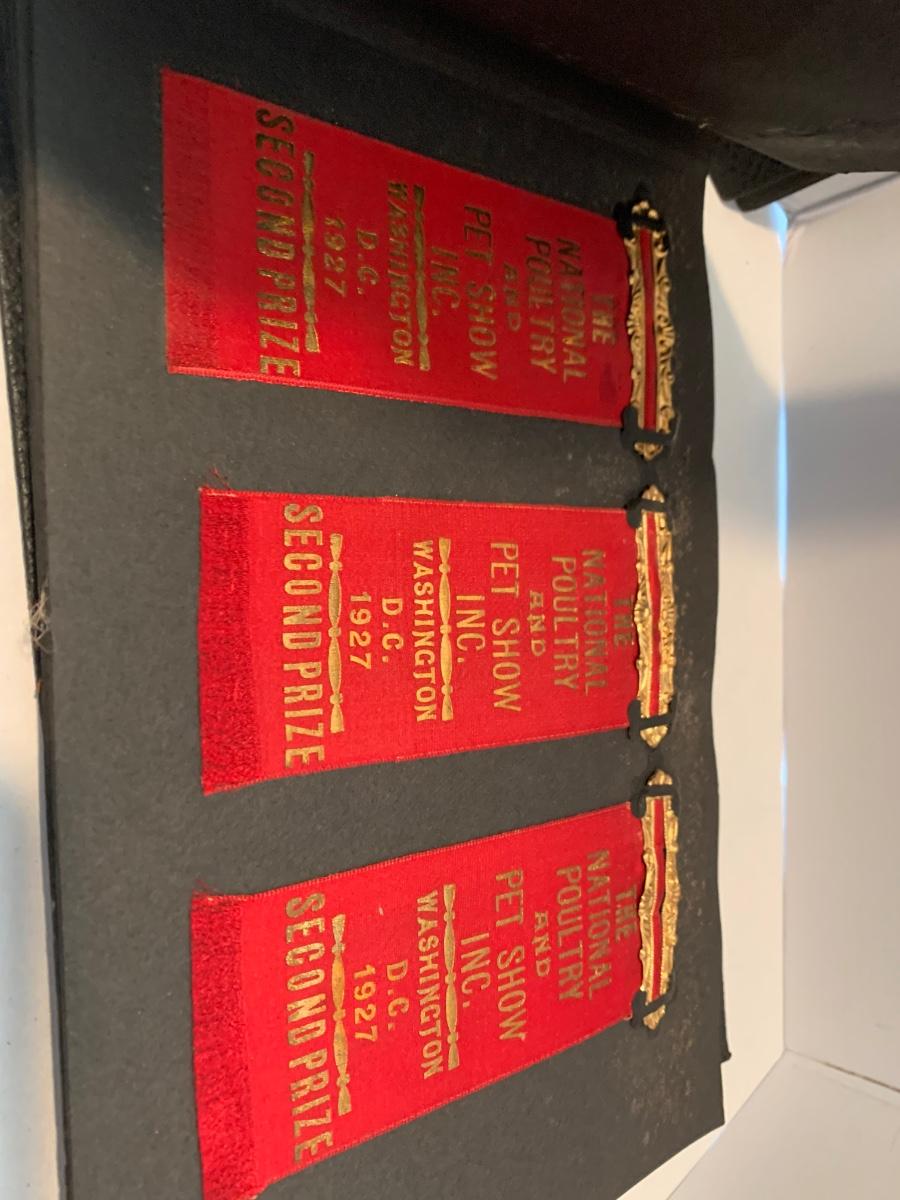 THE
NATIONAL
POULTRY
AND
PET SHOW
INC.
WASHINGTON
D.C.
1927
SECOND PRIZE
THE
NATIONAL
POULTRY
AND
PET SHOW
INC.
WASHINGTON
D.C.
1927
SECOND PRIZE
THE
NATIONAL
POULTRY
AND
PET SHOW
INC.
WASHINGTON
D.C.
1927
SECOND PRIZE